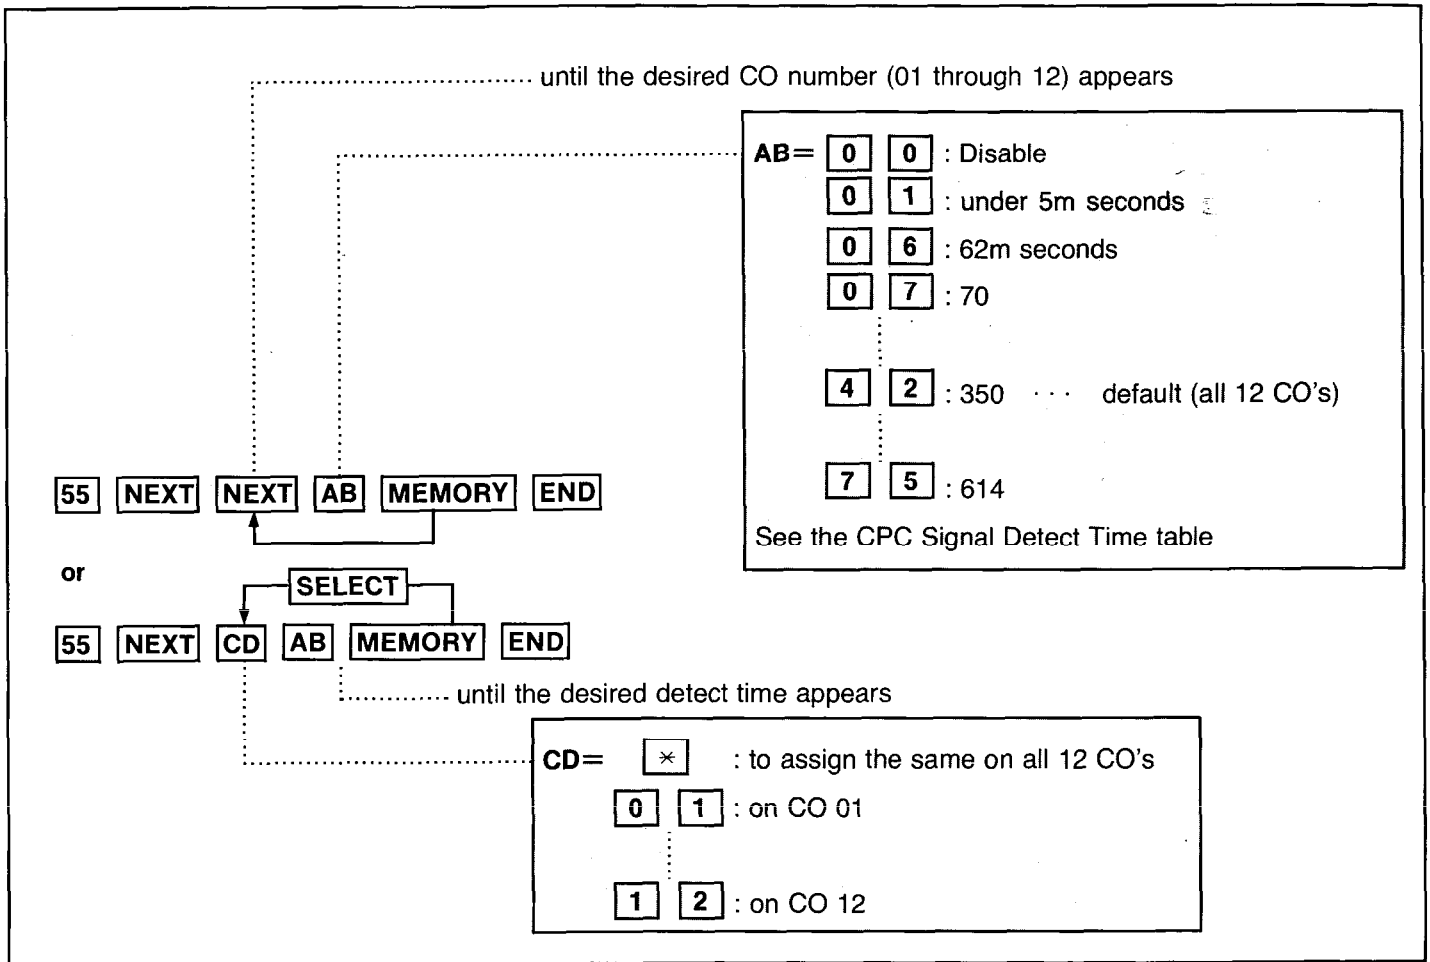 until the desired CO number (01 through 12) appears
AB= 0 0 : Disable
0 1 : under 5m seconds
0 6 : 62m seconds
0 7 : 70
4 2 : 350 ··· default (all 12 CO's)
7 5 : 614
See the CPC Signal Detect Time table
55 NEXT NEXT AB MEMORY END
or
SELECT
55 NEXT CD AB MEMORY END
until the desired detect time appears
CD= * : to assign the same on all 12 CO's
0 1 : on CO 01
1 2 : on CO 12